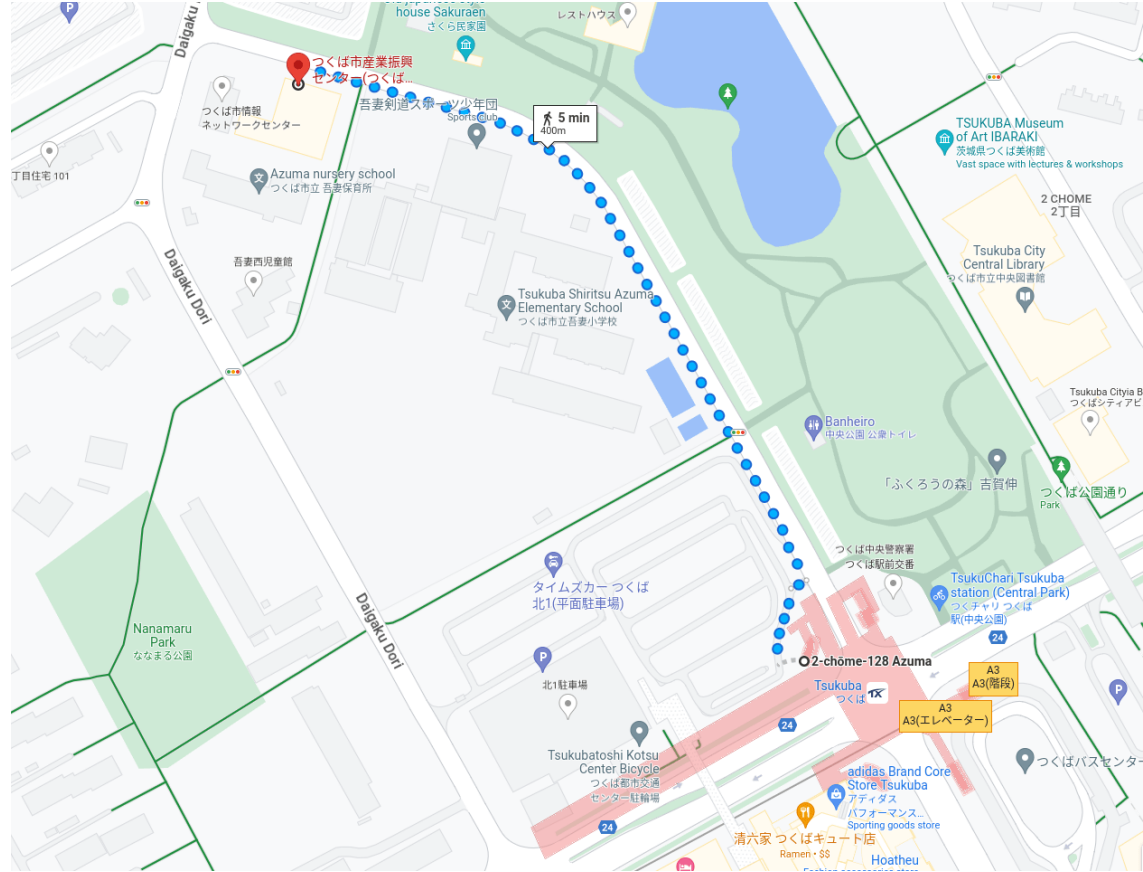 Daigaku
house Sakuraen
さくら民家園
レストハウス
つくば市産業振興
センター(つくば...
つくば市情報
ネットワークセンター
吾妻剣道スポーツ少年団
Sports club
5 min
400m
TSUKUBA Museum
of Art IBARAKI
茨城県つくば美術館
Vast space with lectures & workshops
丁目住宅 101
Azuma nursery school
つくば市立 吾妻保育所
2 CHOME
2丁目
Tsukuba City
Central Library
つくば市立中央図書館
吾妻西児童館
Daigaku Dori
Tsukuba Shiritsu Azuma
Elementary School
つくば市立吾妻小学校
Tsukuba Cityia B
つくばシティアビ
Banheiro
中央公園 公衆トイレ
「ふくろうの森」吉賀伸
つくば公園通り
Park
つくば中央警察署
つくば駅前交番
タイムズカー つくば
北1(平面駐車場)
TsukuChari Tsukuba
station (Central Park)
つくチャリ つくば
駅(中央公園)
24
Nanamaru
Park
ななまる公園
Daigaku Dori
2-chōme-128 Azuma
A3
A3(階段)
北1駐車場
Tsukuba
つくば
TX
A3
A3(エレベーター)
24
Tsukubatoshi Kotsu
Center Bicycle
つくば都市交通
センター駐輪場
つくばバスセンター
adidas Brand Core
Store Tsukuba
アディダス
パフォーマンス...
Sporting goods store
24
清六家 つくばキュート店
Ramen • $$
Hoatheu